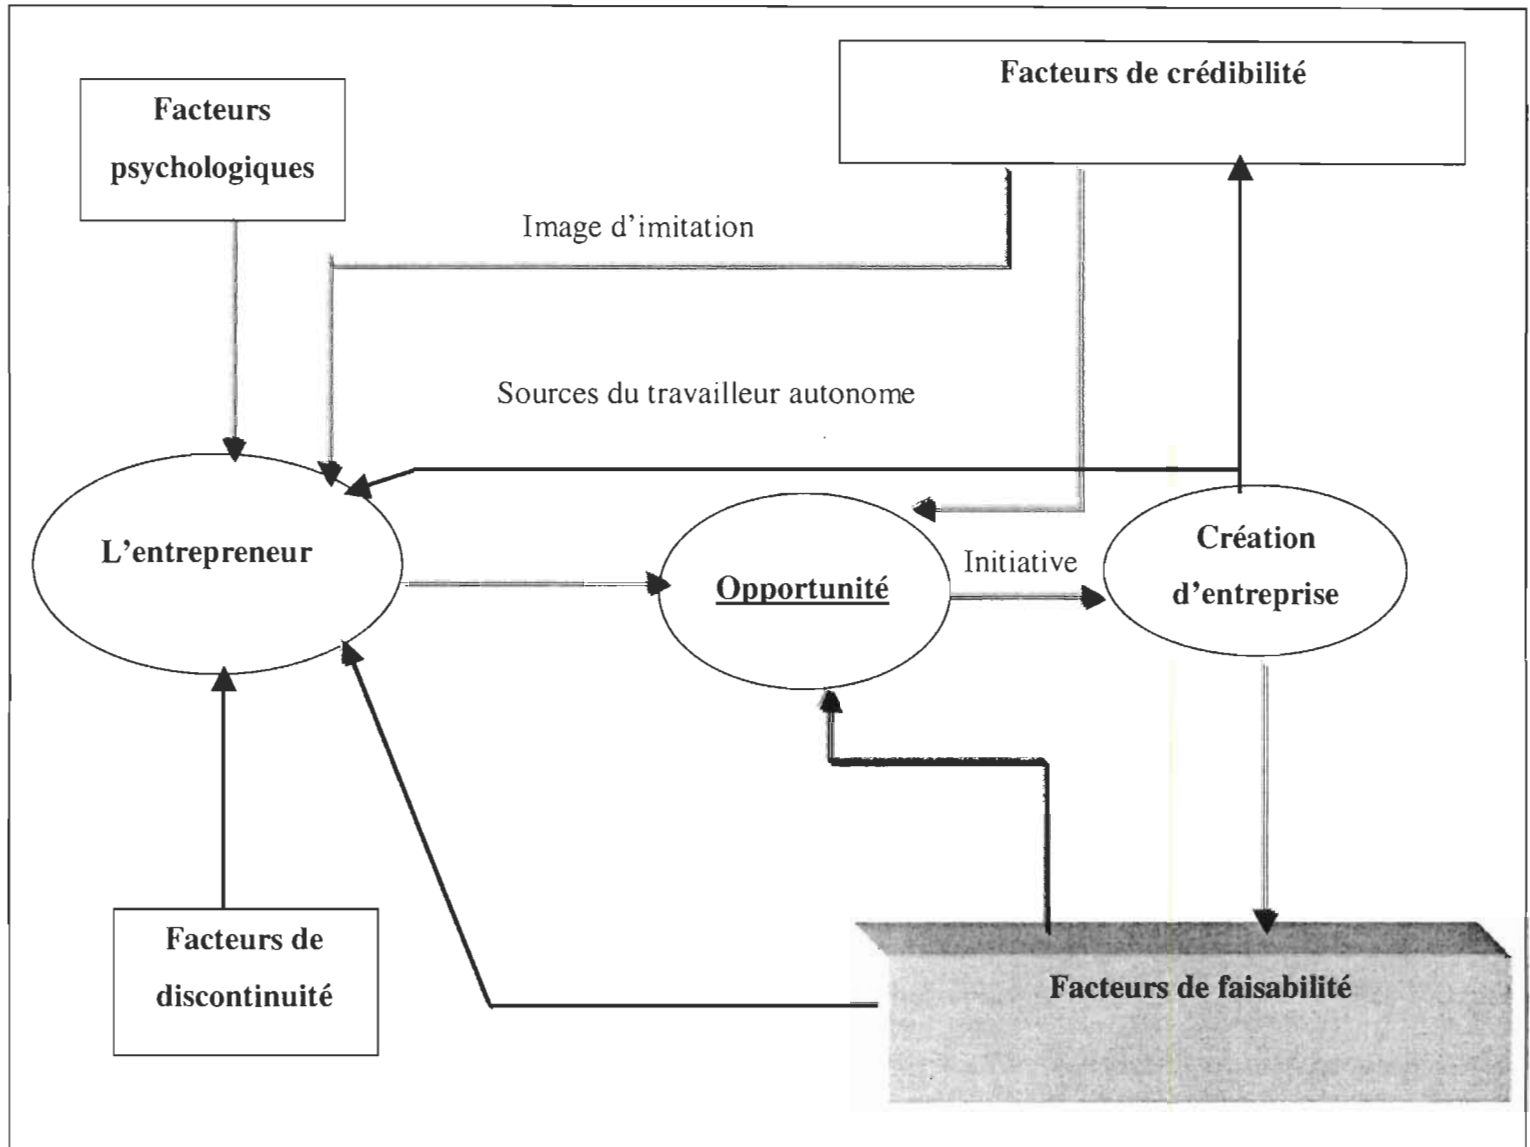 Facteurs de crédibilité
Facteurs
psychologiques
Image d'imitation
Sources du travailleur autonome
L'entrepreneur
Opportunité
Initiative
Création
d'entreprise
Facteurs de
discontinuité
Facteurs de faisabilité